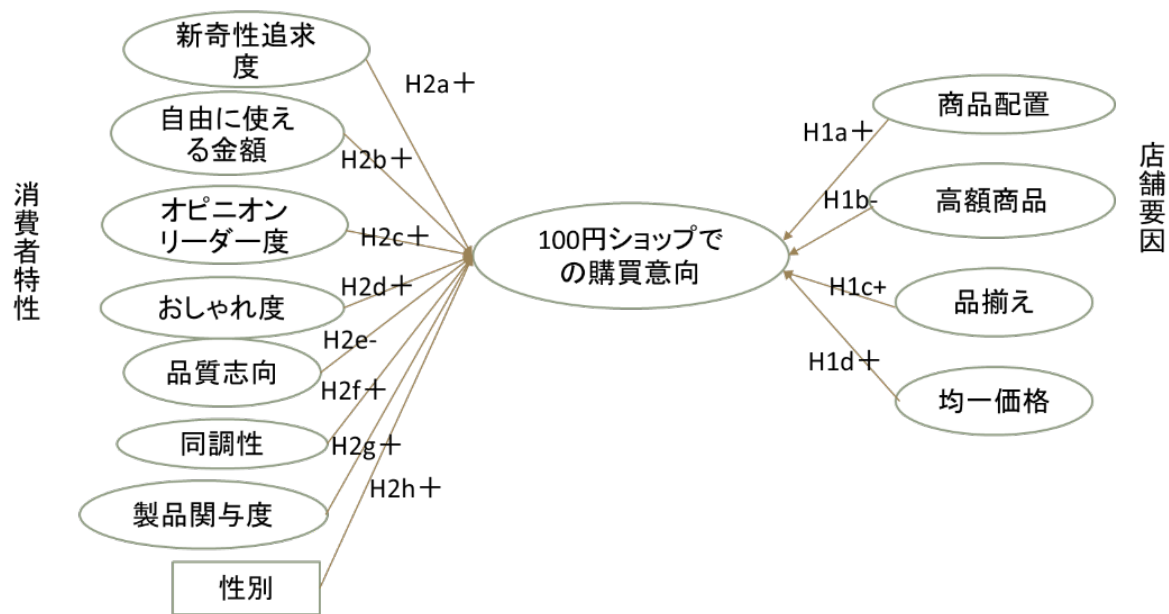 消費者特性
新奇性追求
度
H2a＋
自由に使え
る金額
H2b＋
オピニオン
リーダー度
H2c＋
おしゃれ度
H2d＋
品質志向
H2e-
同調性
H2f＋
製品関与度
H2g＋
性別
H2h＋
100円ショップで
の購買意向
商品配置
H1a＋
高額商品
H1b-
品揃え
H1c+
均一価格
H1d＋
店舗要因